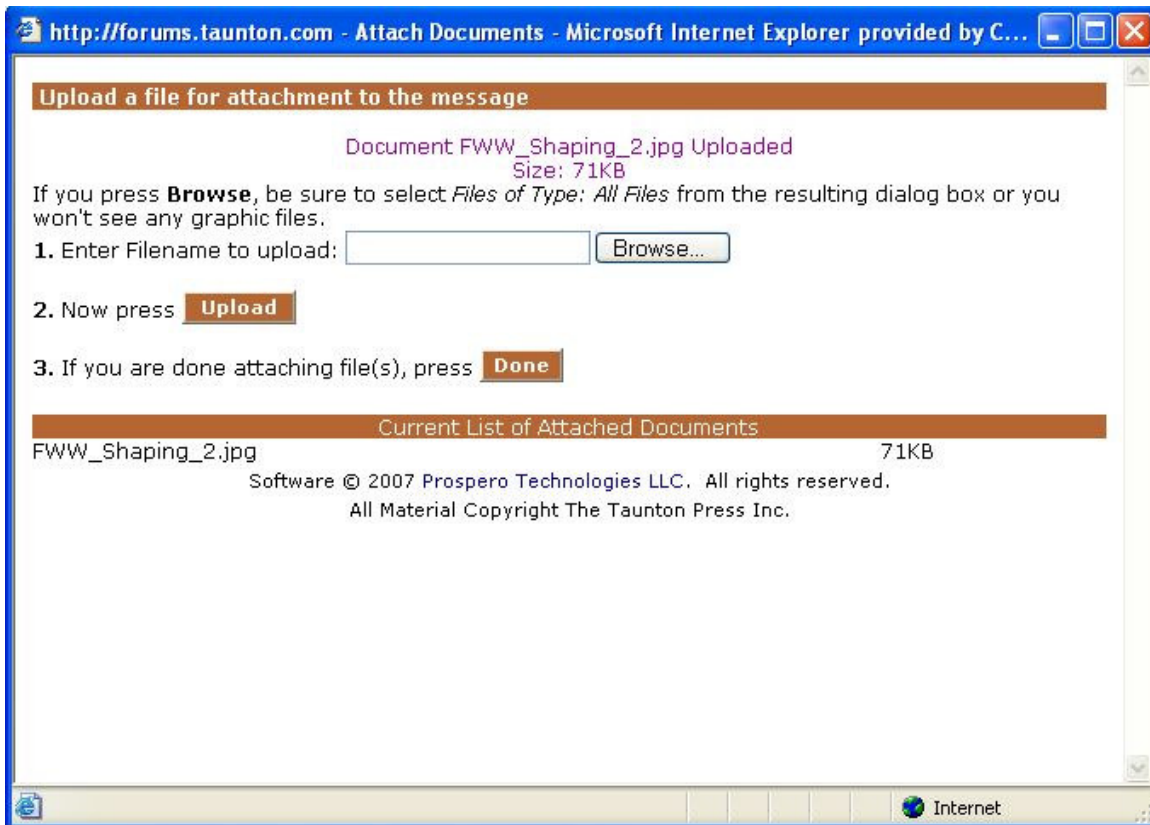 http://forums.taunton.com - Attach Documents - Microsoft Internet Explorer provided by C...
Upload a file for attachment to the message
Document FWW_Shaping_2.jpg Uploaded
Size: 71KB
If you press Browse, be sure to select Files of Type: All Files from the resulting dialog box or you
won't see any graphic files.
1. Enter Filename to upload: Browse...
2. Now press Upload
3. If you are done attaching file(s), press Done
Current List of Attached Documents
FWW_Shaping_2.jpg 71KB
Software © 2007 Prospero Technologies LLC. All rights reserved.
All Material Copyright The Taunton Press Inc.
Internet